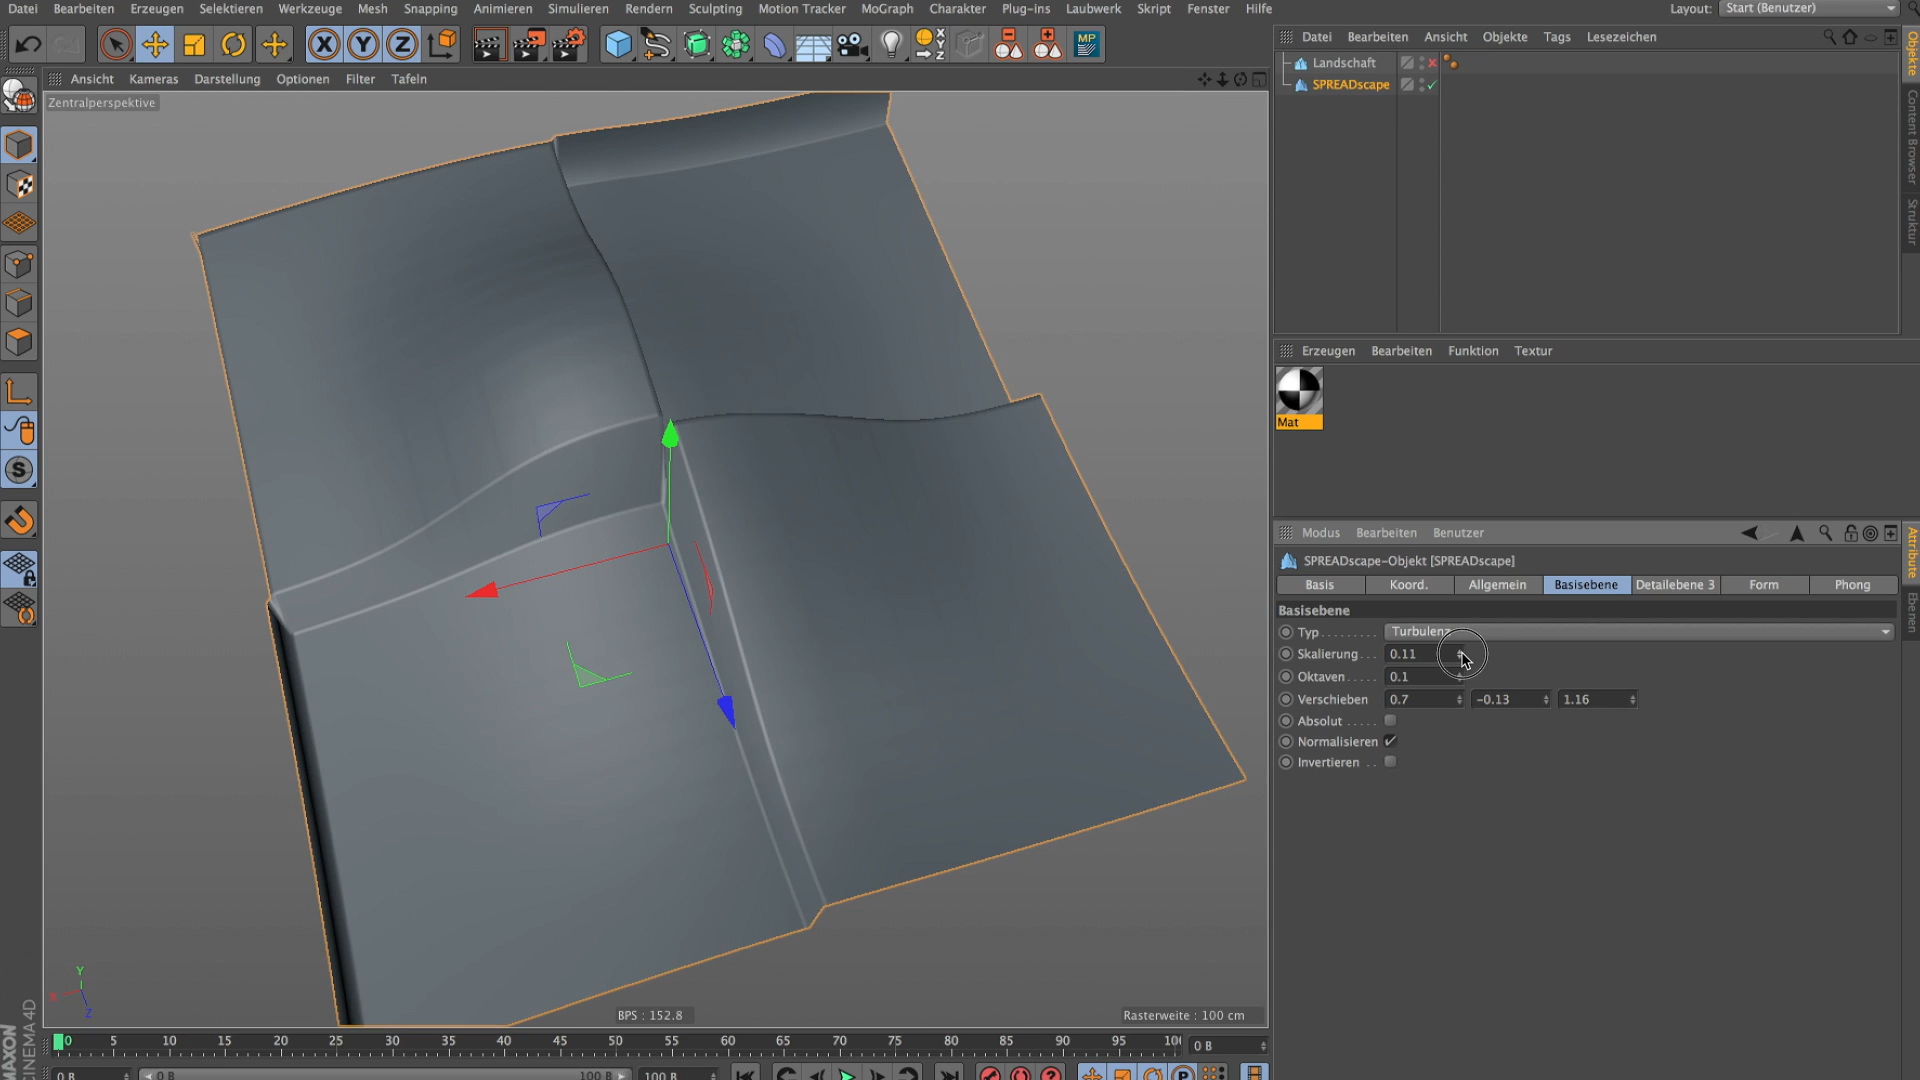 Datei Bearbeiten Erzeugen Selektieren Werkzeuge Mesh Snapping Animieren Simulieren Rendern Sculpting Motion Tracker MoGraph Charakter Plug-ins Laubwerk Skript Fenster Hilfe
Layout: Start (Benutzer)
X Y Z
X Y Z
MP
Datei Bearbeiten Ansicht Objekte Tags Lesezeichen
Objekte
Content Browser
Struktur
Ansicht Kameras Darstellung Optionen Filter Tafeln
Landschaft
SPREADscape
Zentralperspektive
S
Erzeugen Bearbeiten Funktion Textur
Mat
Modus Bearbeiten Benutzer
Attribute
Ebenen
SPREADscape-Objekt [SPREADscape]
Basis Koord. Allgemein Basisebene Detailebene 3 Form Phong
Basisebene
Typ......... Turbulenz
Skalierung... 0.11
Oktaven..... 0.1
Verschieben 0.7 -0.13 1.16
Absolut .....
Normalisieren
Invertieren ..
Y
X
Z
BPS : 152.8
Rasterweite : 100 cm
MAXON
CINEMA 4D
0 5 10 15 20 25 30 35 40 45 50 55 60 65 70 75 80 85 90 95 0 B
0 B 0 B 100 B 100 B
? P